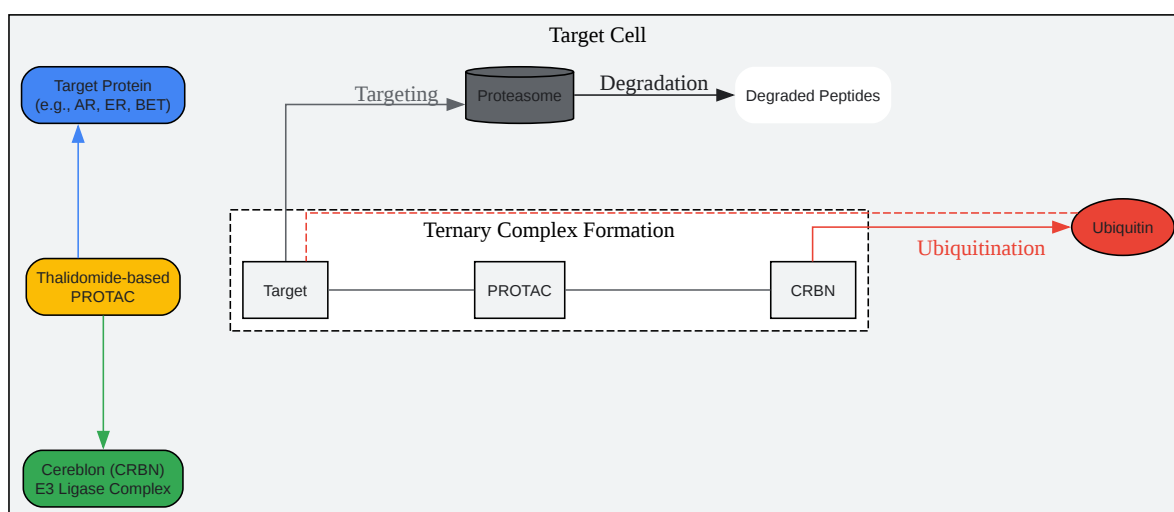 Target Cell
Target Protein
(e.g., AR, ER, BET)
Targeting
Proteasome
Degradation
Degraded Peptides
Ternary Complex Formation
Ubiquitin
Ubiquitination
Thalidomide-based
PROTAC
Target
PROTAC
CRBN
Cereblon (CRBN)
E3 Ligase Complex